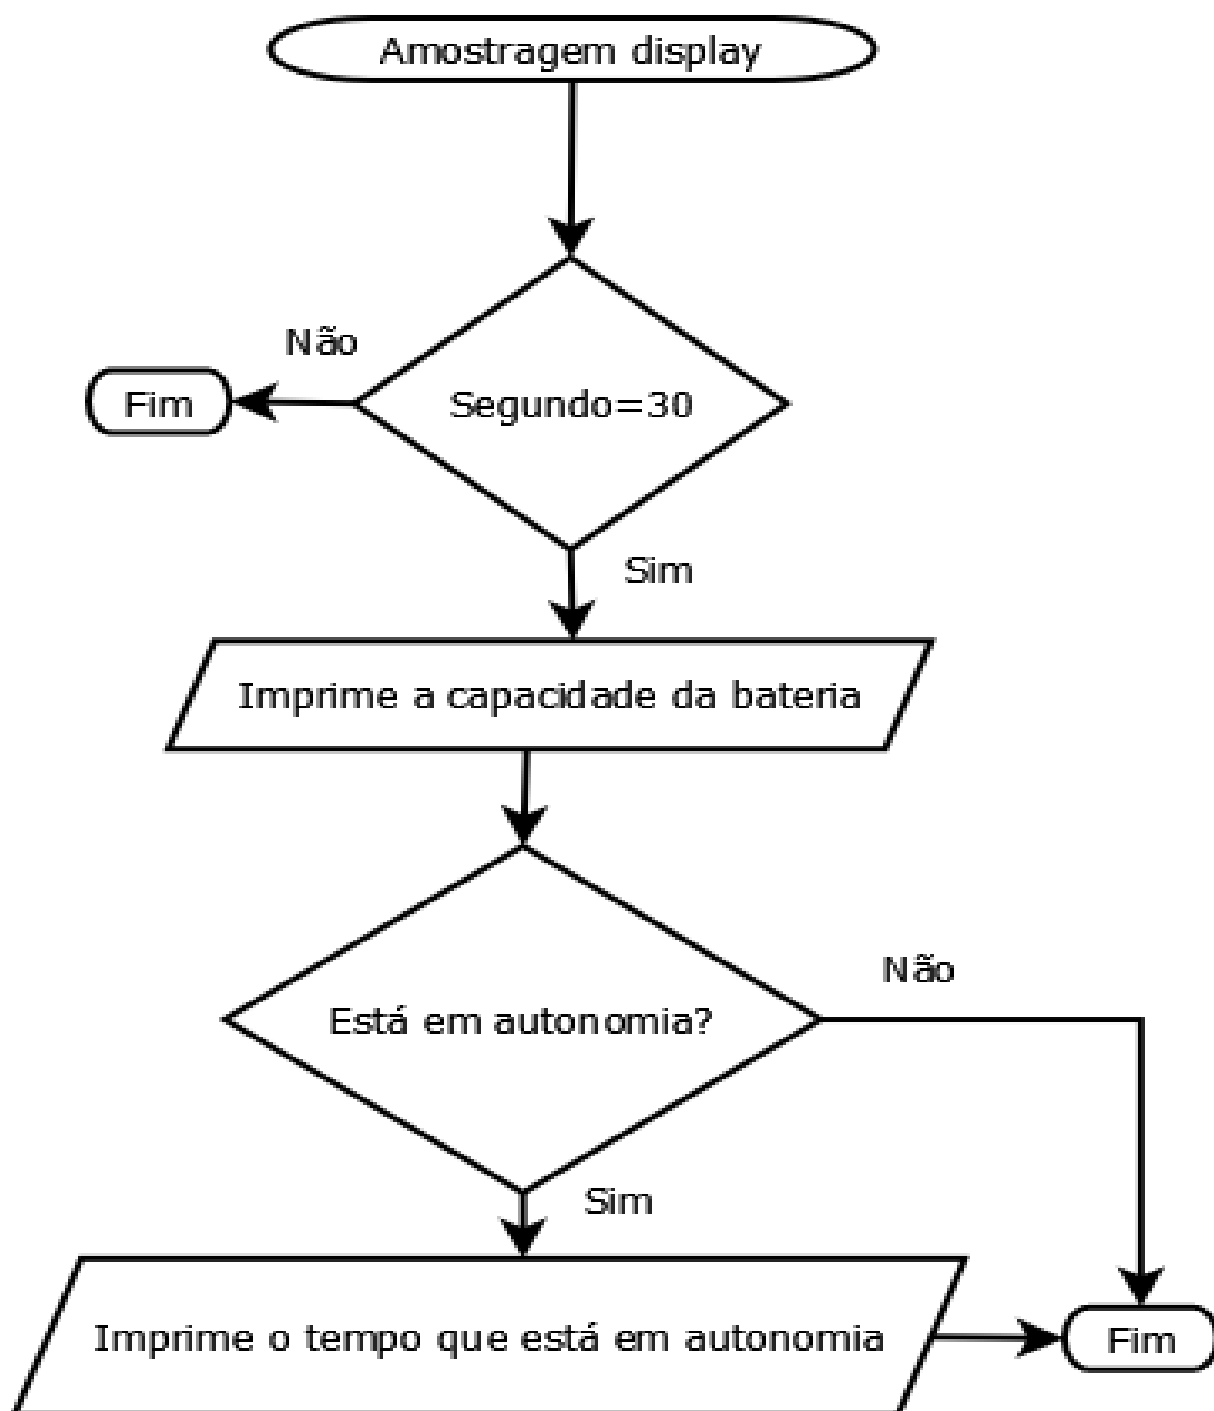 Amostragem display
Não
Fim
Segundo=30
Sim
Imprime a capacidade da bateria
Não
Está em autonomia?
Sim
Imprime o tempo que está em autonomia
Fim